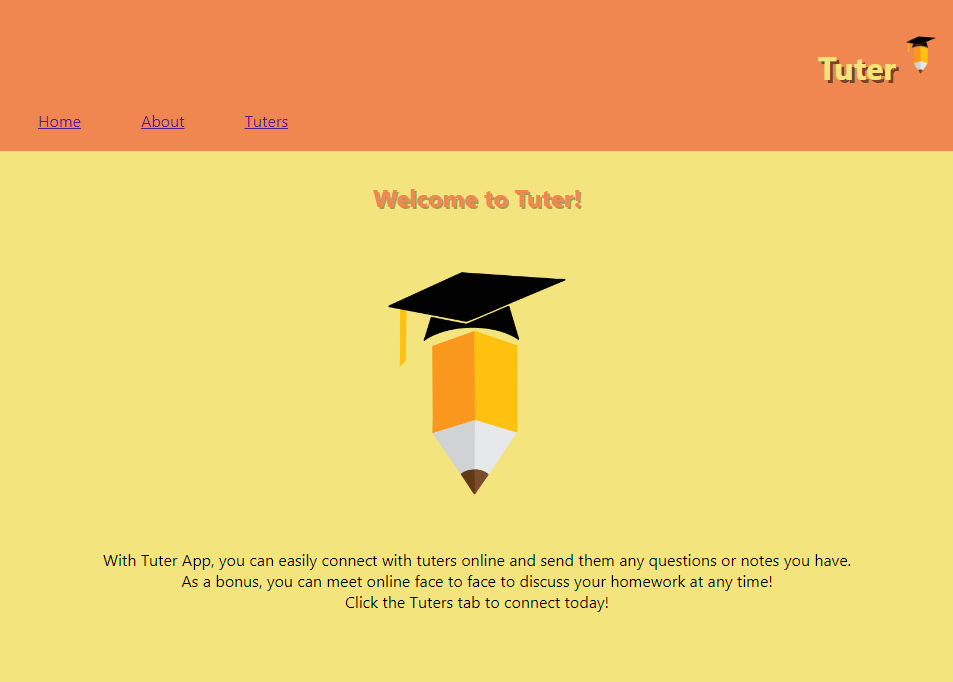 Tuter
Home About Tuters
Welcome to Tuter!
With Tuter App, you can easily connect with tuters online and send them any questions or notes you have.
As a bonus, you can meet online face to face to discuss your homework at any time!
Click the Tuters tab to connect today!